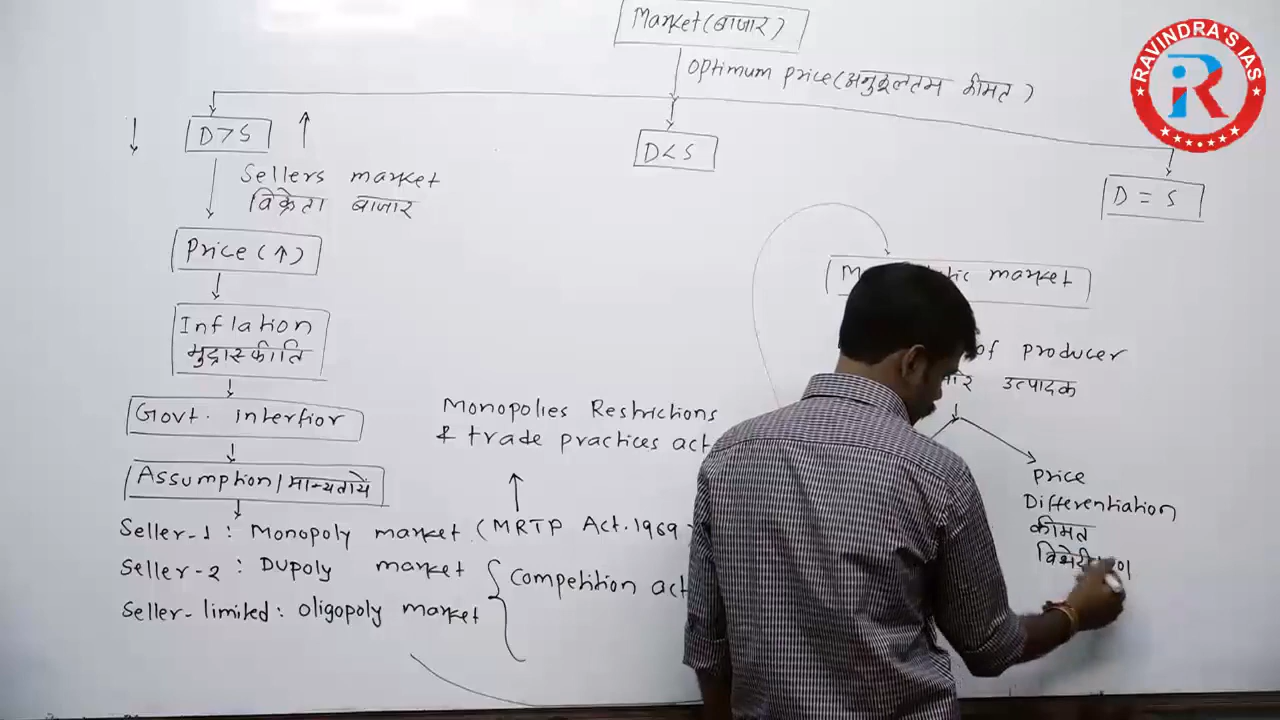 Market (बाजार)
optimum price (अनुकूलतम कीमत)
RAVINDRA'S IAS
iR
D > S
D < S
D = S
Sellers market
विक्रेता बाजार
Price (↑)
Inflation
मुद्रास्फीति
Govt. Interfior
Assumption / मान्यतायें
Monopolies Restrictions
& trade practices act
Seller-1 : Monopoly market (MRTP Act. 1969
Seller-2 : Dupoly market
Competition act
Seller-limited : oligopoly market
market
of producer
उत्पादक
Price
Differentiation
कीमत